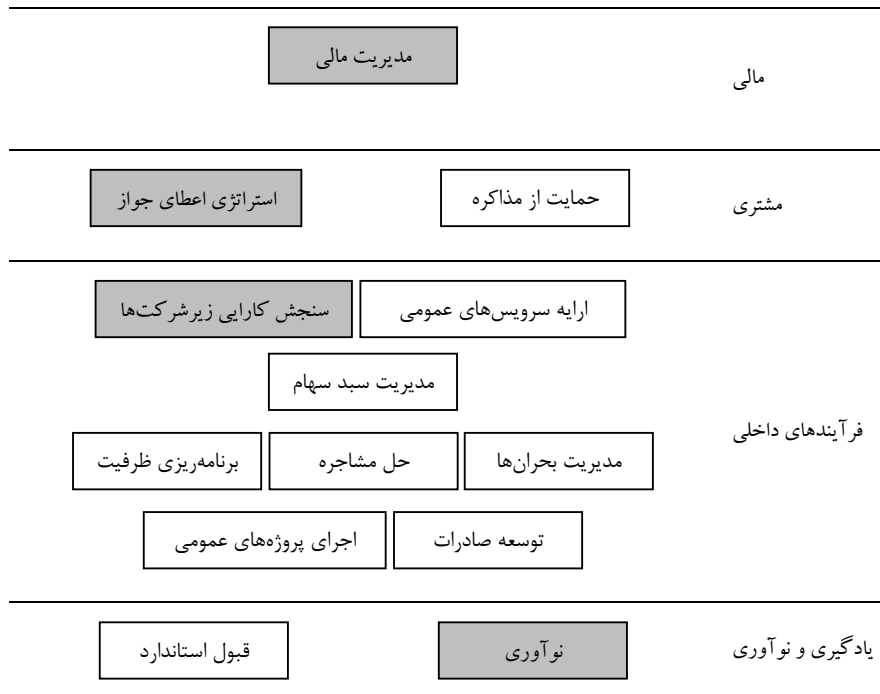 مدیریت مالی
مالی
حمایت از مذاکره
استراتژی اعطای جواز
مشتری
ارایه سرویس‌های عمومی
سنجش کارایی زیرشرکت‌ها
مدیریت سبد سهام
فرآیندهای داخلی
مدیریت بحران‌ها
حل مشاجره
برنامه‌ریزی ظرفیت
توسعه صادرات
اجرای پروژه‌های عمومی
یادگیری و نوآوری
نوآوری
قبول استاندارد